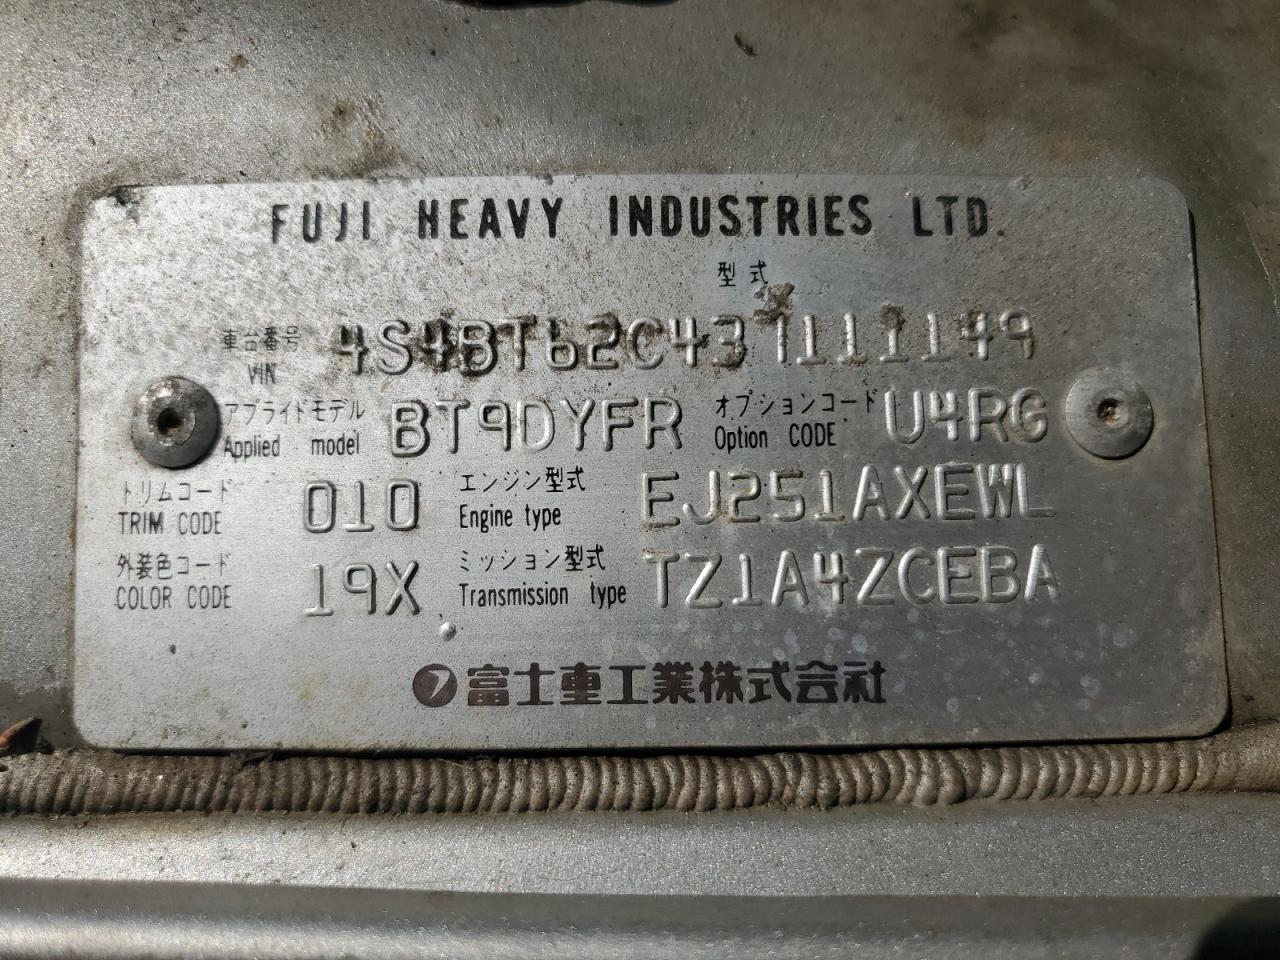 FUJI HEAVY INDUSTRIES LTD.
型式
車台番号 VIN 4S4BT62C437111149
アプライドモデル Applied model BT9DYFR オプションコード Option CODE U4RG
トリムコード TRIM CODE 010 エンジン型式 Engine type EJ251AXEWL
外装色コード COLOR CODE 19X ミッション型式 Transmission type TZ1A4ZCEBA
フ 富士重工業株式会社